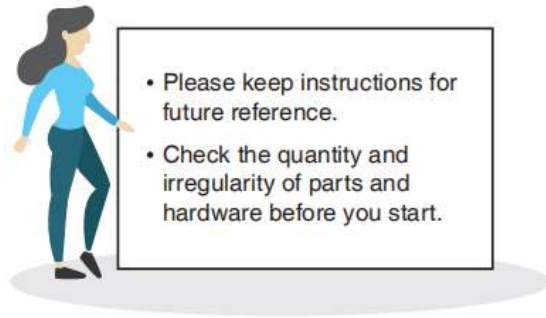 • Please keep instructions for
future reference.
• Check the quantity and
irregularity of parts and
hardware before you start.